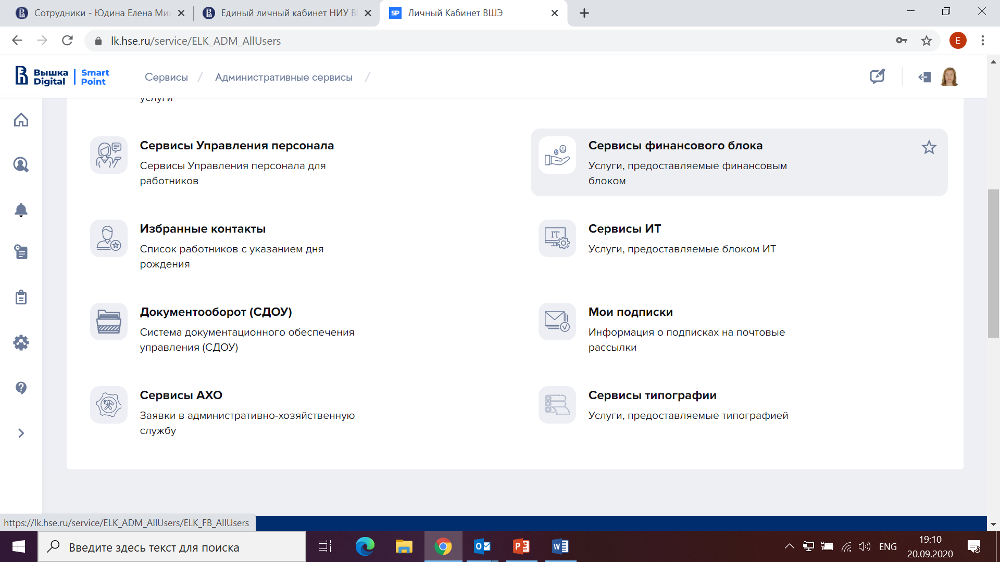 Сотрудники - Юдина Елена Мих
Единый личный кабинет НИУ В
SP Личный Кабинет ВШЭ
lk.hse.ru/service/ELK_ADM_AllUsers
E
Вышка Digital
Smart Point
Сервисы / Административные сервисы /
услуги
Сервисы Управления персонала
Сервисы Управления персонала для
работников
Сервисы финансового блока
Услуги, предоставляемые финансовым
блоком
Избранные контакты
Список работников с указанием дня
рождения
IT
Сервисы ИТ
Услуги, предоставляемые блоком ИТ
Документооборот (СДОУ)
Система документационного обеспечения
управления (СДОУ)
Мои подписки
Информация о подписках на почтовые
рассылки
Сервисы АХО
Заявки в административно-хозяйственную
службу
Сервисы типографии
Услуги, предоставляемые типографией
https://lk.hse.ru/service/ELK_ADM_AllUsers/ELK_FB_AllUsers
Введите здесь текст для поиска
ENG
19:10
20.09.2020